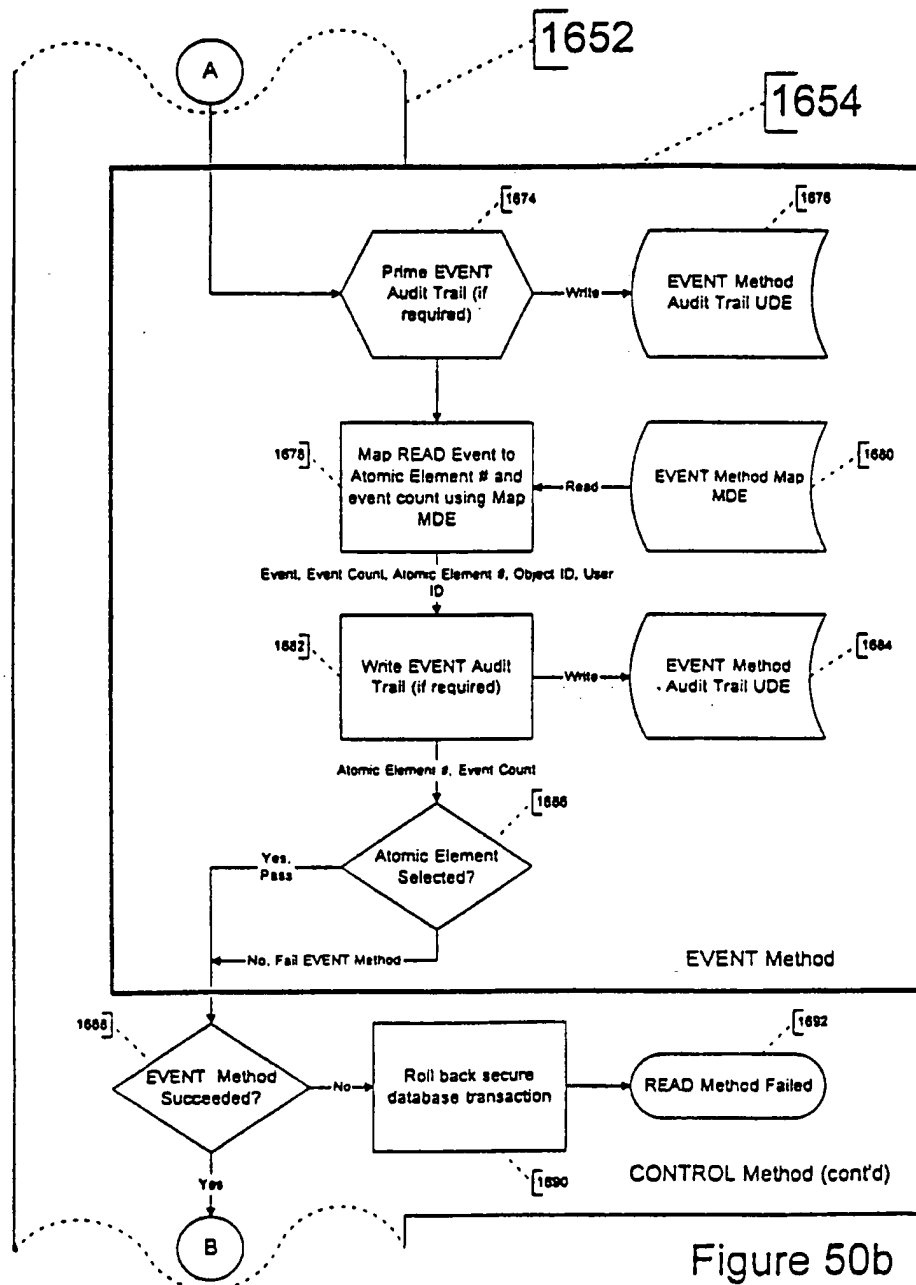 A
1652
1654
1674
1676
Prime EVENT
Audit Trail (if
required)
Write
EVENT Method
Audit Trail UDE
1678
Map READ Event to
Atomic Element # and
event count using Map
MDE
Read
EVENT Method Map
MDE
1680
Event, Event Count, Atomic Element #, Object ID, User
ID
1682
Write EVENT Audit
Trail (if required)
Write
EVENT Method
Audit Trail UDE
1684
Atomic Element #, Event Count
1686
Atomic Element
Selected?
Yes,
Pass
No, Fail EVENT Method
EVENT Method
1688
EVENT Method
Succeeded?
No
Roll back secure
database transaction
1692
READ Method Failed
1690
CONTROL Method (cont'd)
Yes
B
Figure 50b